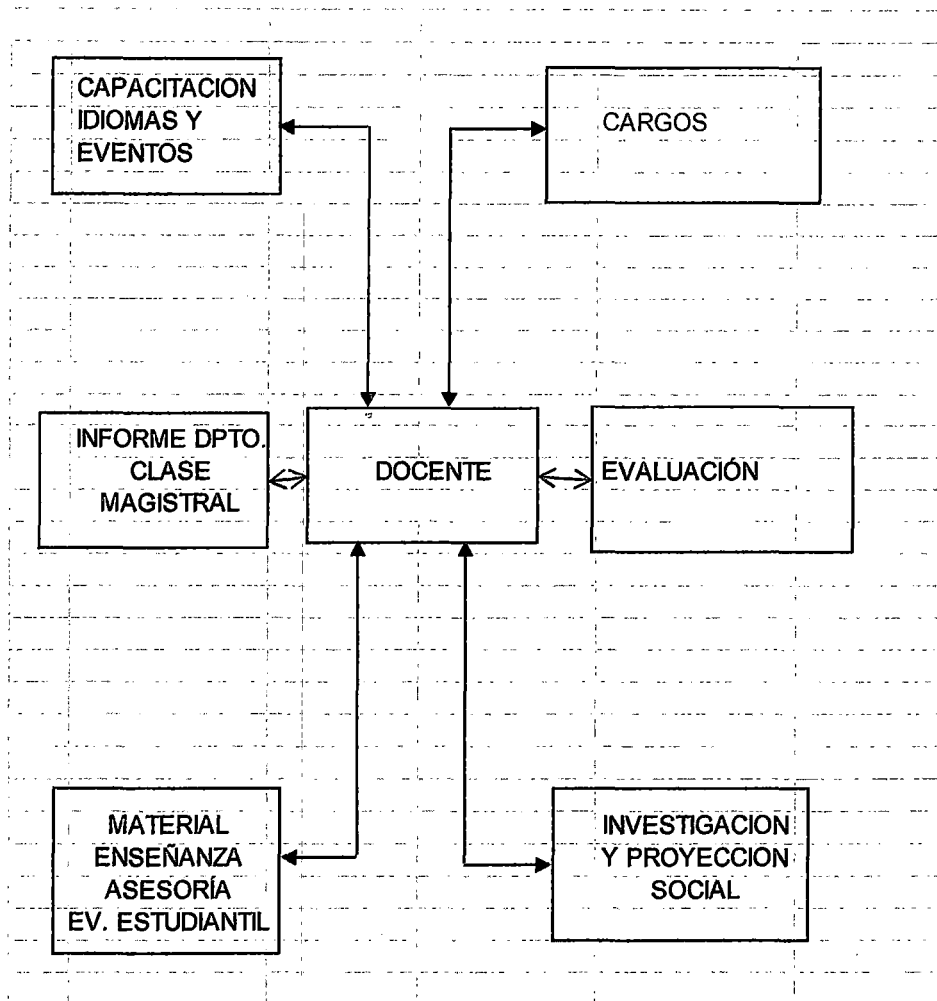 CAPACITACION
IDIOMAS Y
EVENTOS
CARGOS
INFORME DPTO.
CLASE
MAGISTRAL
DOCENTE
EVALUACIÓN
MATERIAL
ENSEÑANZA
ASESORÍA
EV. ESTUDIANTIL
INVESTIGACION
Y PROYECCION
SOCIAL